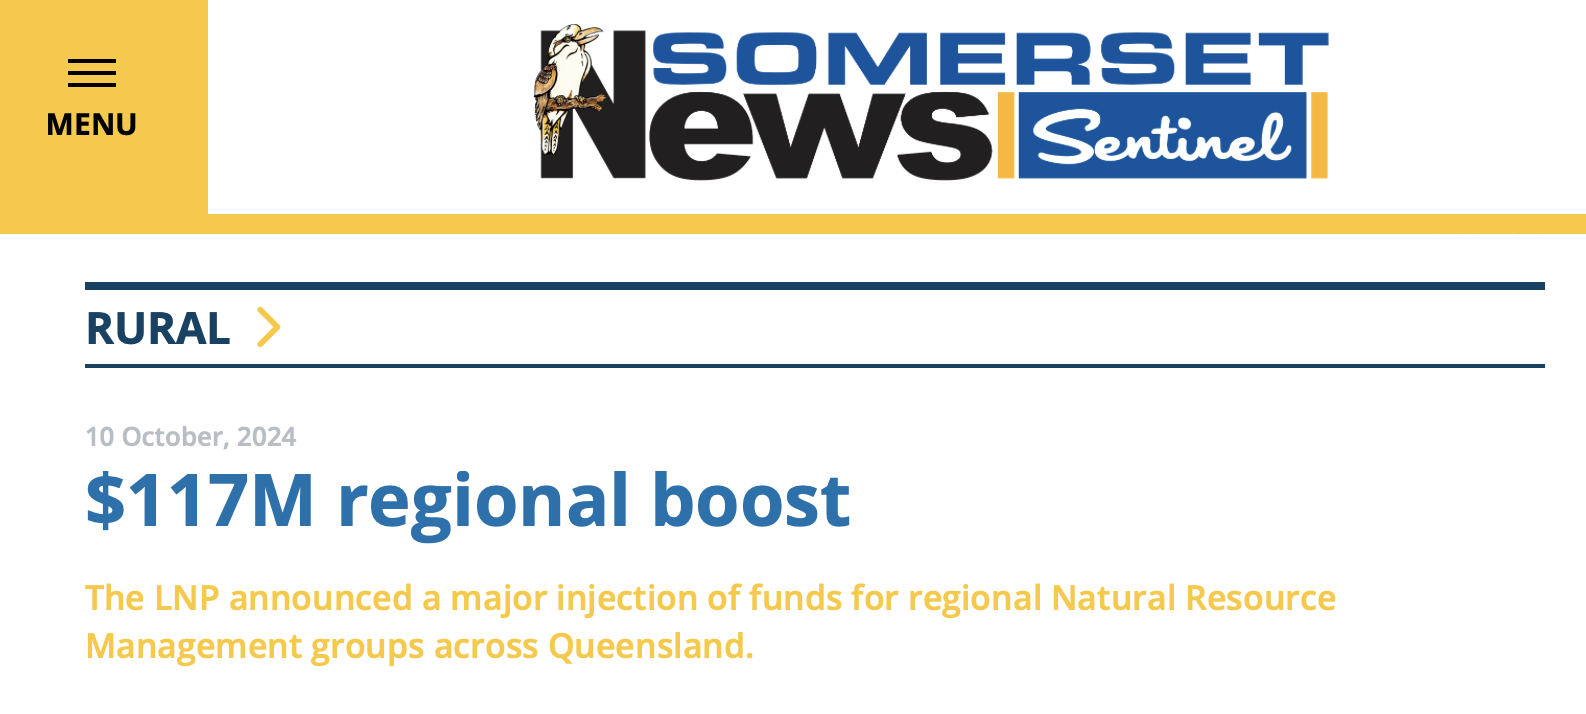 MENU
SOMERSET
News Sentinel
RURAL
10 October, 2024
$117M regional boost
The LNP announced a major injection of funds for regional Natural Resource
Management groups across Queensland.